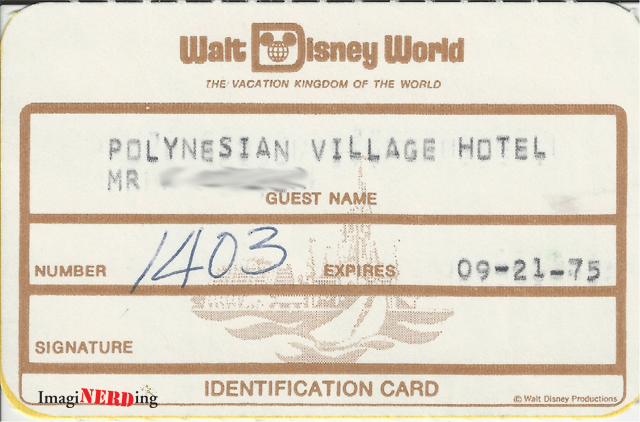 Walt Disney World
THE VACATION KINGDOM OF THE WORLD
POLYNESIAN VILLAGE HOTEL
MR
GUEST NAME
NUMBER 1403 EXPIRES 09-21-75
SIGNATURE
ImagiNERDing
IDENTIFICATION CARD
© Walt Disney Productions